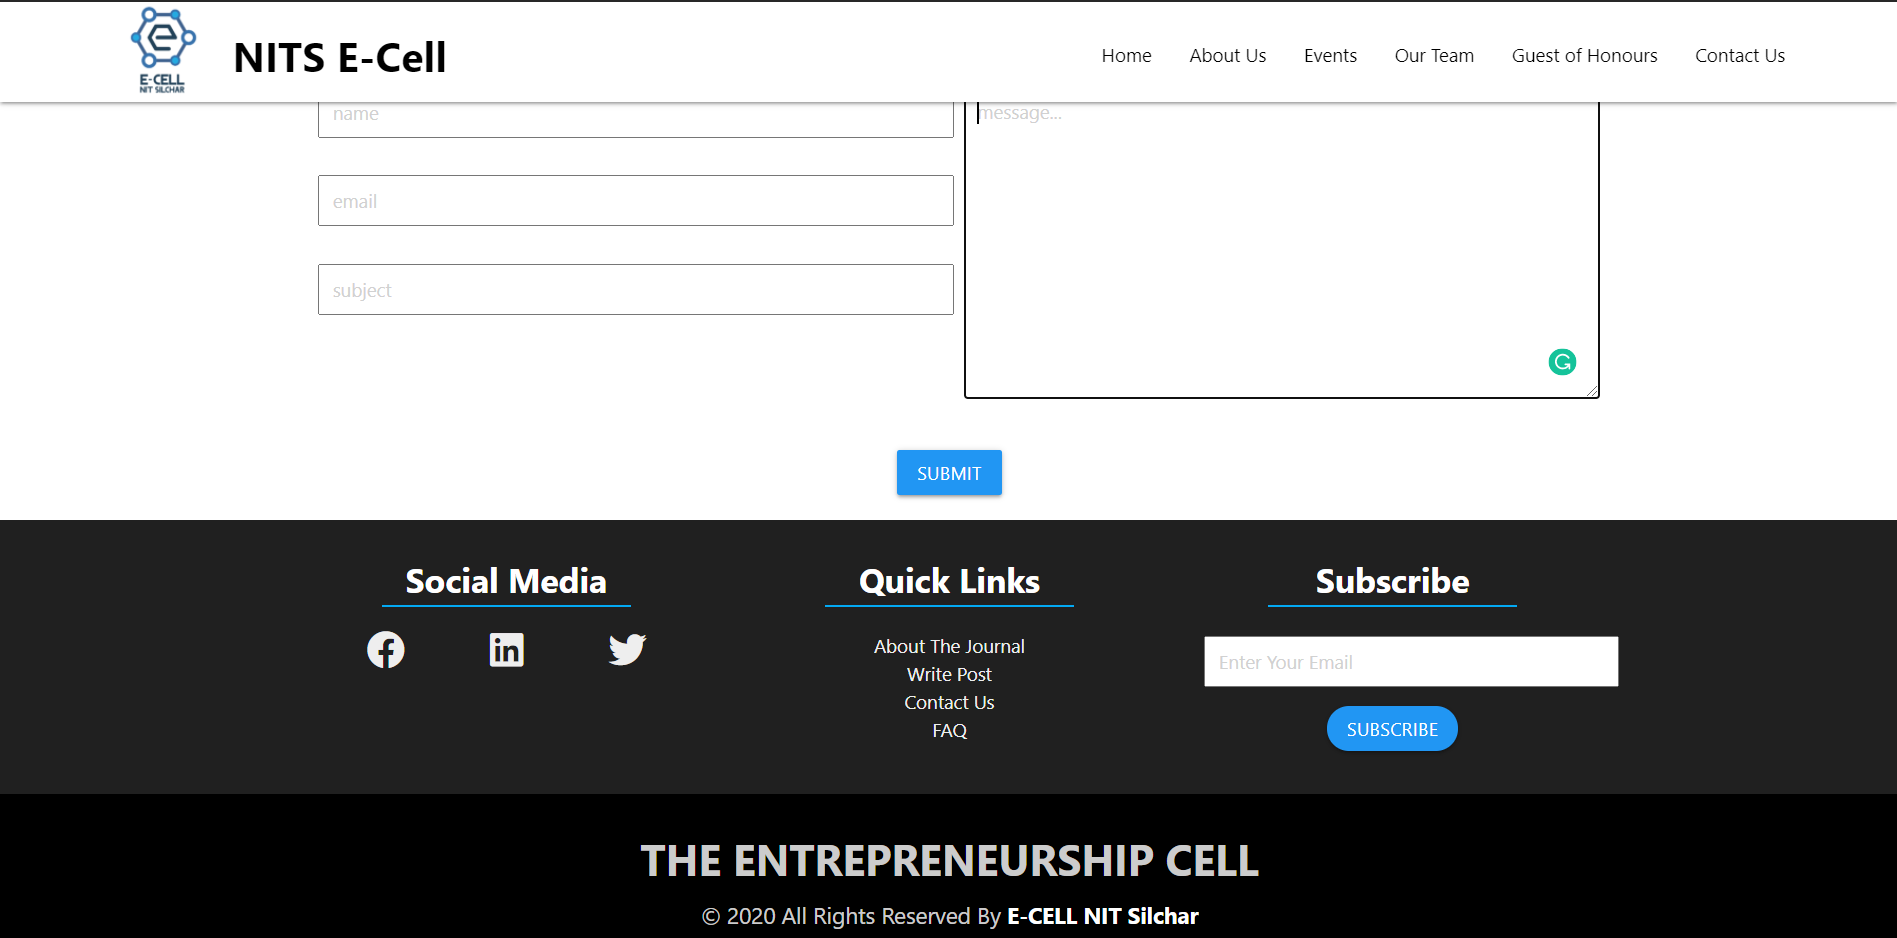 E-CELL
NIT SILCHAR
NITS E-Cell
Home About Us Events Our Team Guest of Honours Contact Us
name
message...
email
subject
SUBMIT
Social Media
Quick Links
About The Journal
Write Post
Contact Us
FAQ
Subscribe
Enter Your Email
SUBSCRIBE
THE ENTREPRENEURSHIP CELL
© 2020 All Rights Reserved By E-CELL NIT Silchar